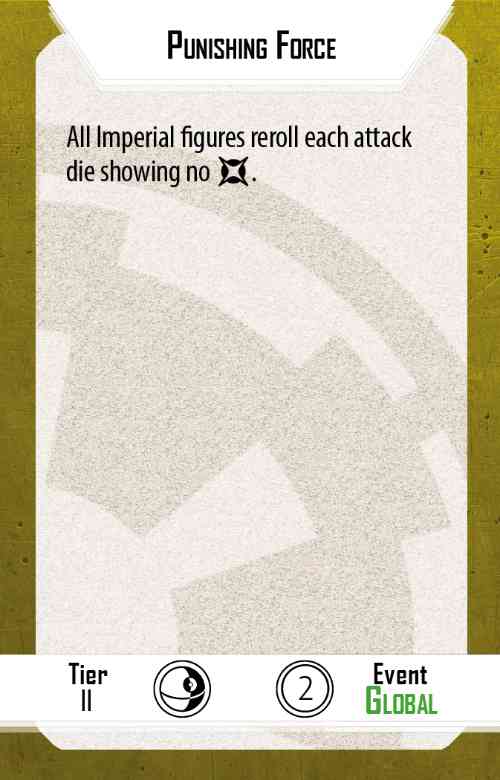 Punishing Force
All Imperial figures reroll each attack
die showing no .
Tier
II
2
Event
Global